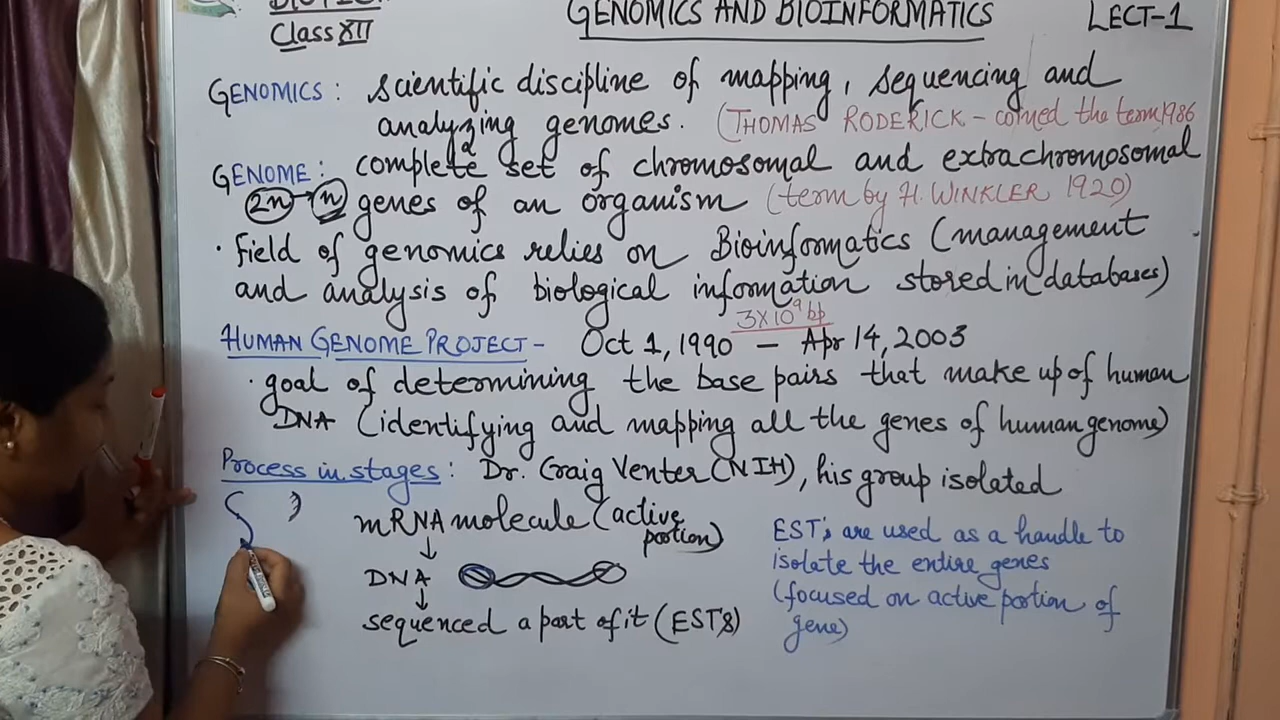 Class XII
GENOMICS AND BIOINFORMATICS
LECT-1
GENOMICS: scientific discipline of mapping, sequencing and
analyzing genomes. (THOMAS RODERICK - coined the term 1986
GENOME: complete set of chromosomal and extrachromosomal
2n → n genes of an organism (term by H. WINKLER 1920)
· Field of genomics relies on Bioinformatics (management
and analysis of biological information stored in databases)
3X10⁹ bp
HUMAN GENOME PROJECT - Oct 1, 1990 — Apr 14, 2003
· goal of determining the base pairs that make up of human
DNA (identifying and mapping all the genes of human genome)
Process in stages: Dr. Craig Venter (NIH), his group isolated
mRNA molecule (active
portion)
↓
DNA
↓
sequenced a part of it (EST's)
EST's are used as a handle to
isolate the entire genes
(focused on active portion of
gene)